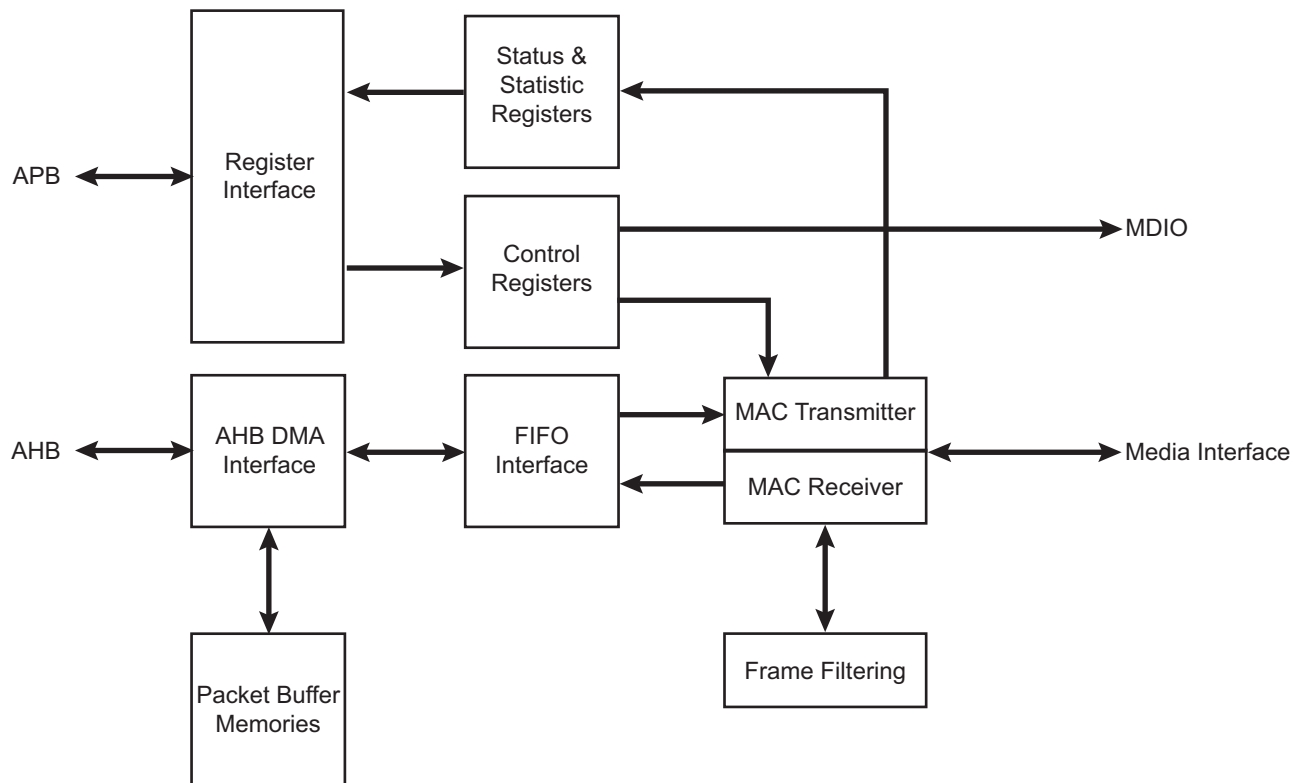 Status &
Statistic
Registers
APB
Register
Interface
MDIO
Control
Registers
MAC Transmitter
AHB
AHB DMA
Interface
FIFO
Interface
Media Interface
MAC Receiver
Packet Buffer
Memories
Frame Filtering